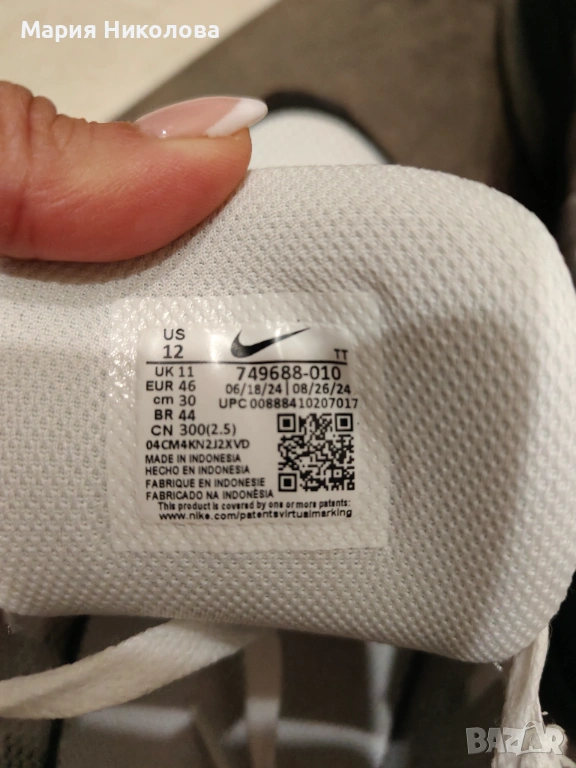 Мария Николова
US
12
TT
UK 11
749688-010
EUR 46
06/18/24 | 08/26/24
cm 30
UPC 00888410207017
BR 44
CN 300(2.5)
04CM4KN2J2XVD
MADE IN INDONESIA
HECHO EN INDONESIA
FABRIQUE EN INDONESIE
FABRICADO NA INDONÈSIA
This product is covered by one or more patents:
www.nike.com/patentsvirtualmarking
BAZAR